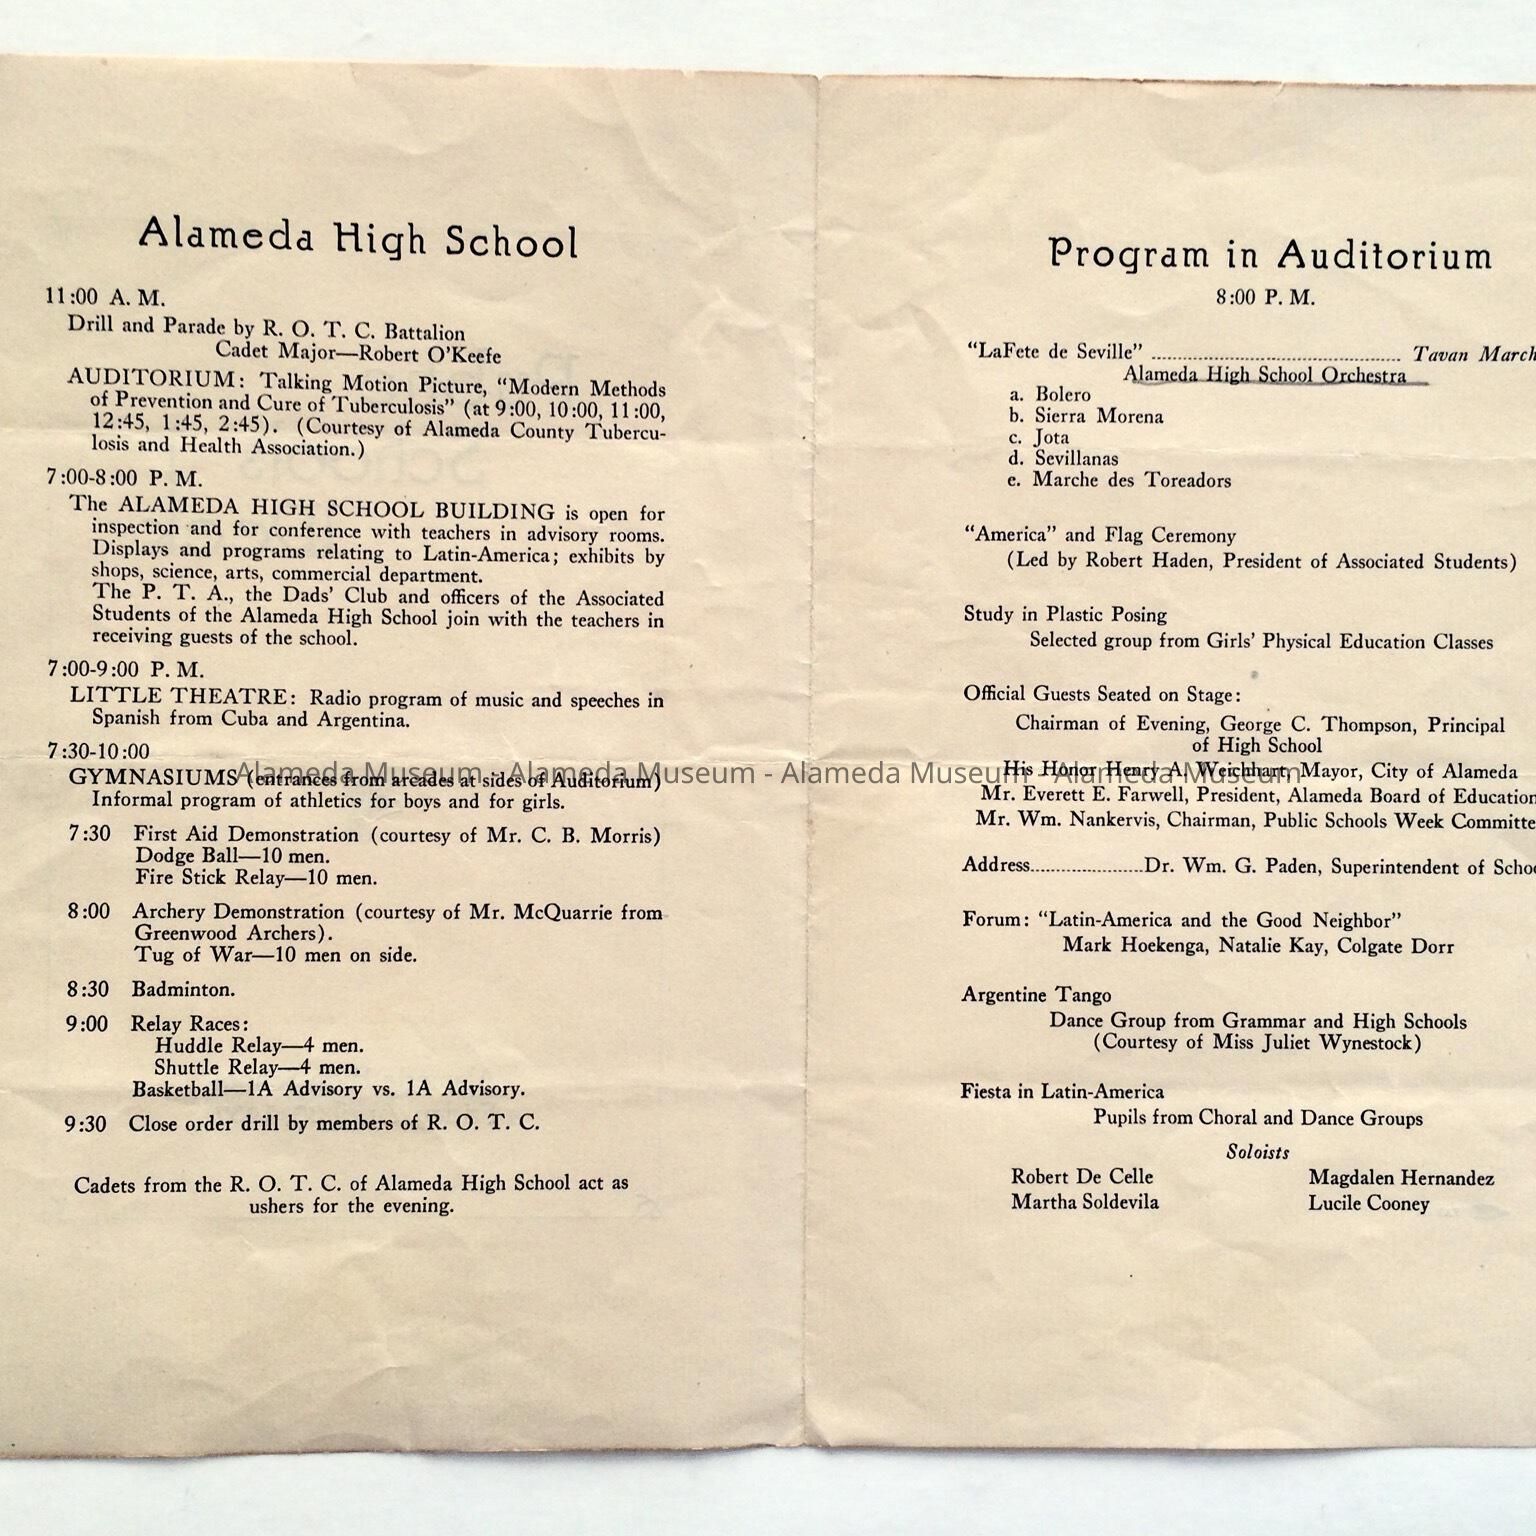 Alameda High School
11:00 A. M.
Drill and Parade by R. O. T. C. Battalion
Cadet Major—Robert O'Keefe
AUDITORIUM: Talking Motion Picture, "Modern Methods
of Prevention and Cure of Tuberculosis" (at 9:00, 10:00, 11:00,
12:45, 1:45, 2:45). (Courtesy of Alameda County Tubercu-
losis and Health Association.)
7:00-8:00 P. M.
The ALAMEDA HIGH SCHOOL BUILDING is open for
inspection and for conference with teachers in advisory rooms.
Displays and programs relating to Latin-America; exhibits by
shops, science, arts, commercial department.
The P. T. A., the Dads' Club and officers of the Associated
Students of the Alameda High School join with the teachers in
receiving guests of the school.
7:00-9:00 P. M.
LITTLE THEATRE: Radio program of music and speeches in
Spanish from Cuba and Argentina.
7:30-10:00
GYMNASIUMS (entrances from arcades at sides of Auditorium)
Informal program of athletics for boys and for girls.
7:30 First Aid Demonstration (courtesy of Mr. C. B. Morris)
Dodge Ball—10 men.
Fire Stick Relay—10 men.
8:00 Archery Demonstration (courtesy of Mr. McQuarrie from
Greenwood Archers).
Tug of War—10 men on side.
8:30 Badminton.
9:00 Relay Races:
Huddle Relay—4 men.
Shuttle Relay—4 men.
Basketball—1A Advisory vs. 1A Advisory.
9:30 Close order drill by members of R. O. T. C.
Cadets from the R. O. T. C. of Alameda High School act as
ushers for the evening.
Program in Auditorium
8:00 P. M.
"LaFete de Seville" ........ Tavan March
Alameda High School Orchestra
a. Bolero
b. Sierra Morena
c. Jota
d. Sevillanas
e. Marche des Toreadors
"America" and Flag Ceremony
(Led by Robert Haden, President of Associated Students)
Study in Plastic Posing
Selected group from Girls' Physical Education Classes
Official Guests Seated on Stage:
Chairman of Evening, George C. Thompson, Principal
of High School
His Honor Henry A. Weichhart, Mayor, City of Alameda
Mr. Everett E. Farwell, President, Alameda Board of Education
Mr. Wm. Nankervis, Chairman, Public Schools Week Committe
Address........Dr. Wm. G. Paden, Superintendent of Schoo
Forum: "Latin-America and the Good Neighbor"
Mark Hoekenga, Natalie Kay, Colgate Dorr
Argentine Tango
Dance Group from Grammar and High Schools
(Courtesy of Miss Juliet Wynestock)
Fiesta in Latin-America
Pupils from Choral and Dance Groups
Soloists
Robert De Celle Magdalen Hernandez
Martha Soldevila Lucile Cooney
Alameda Museum - Alameda Museum - Alameda Museum - Alameda Museum